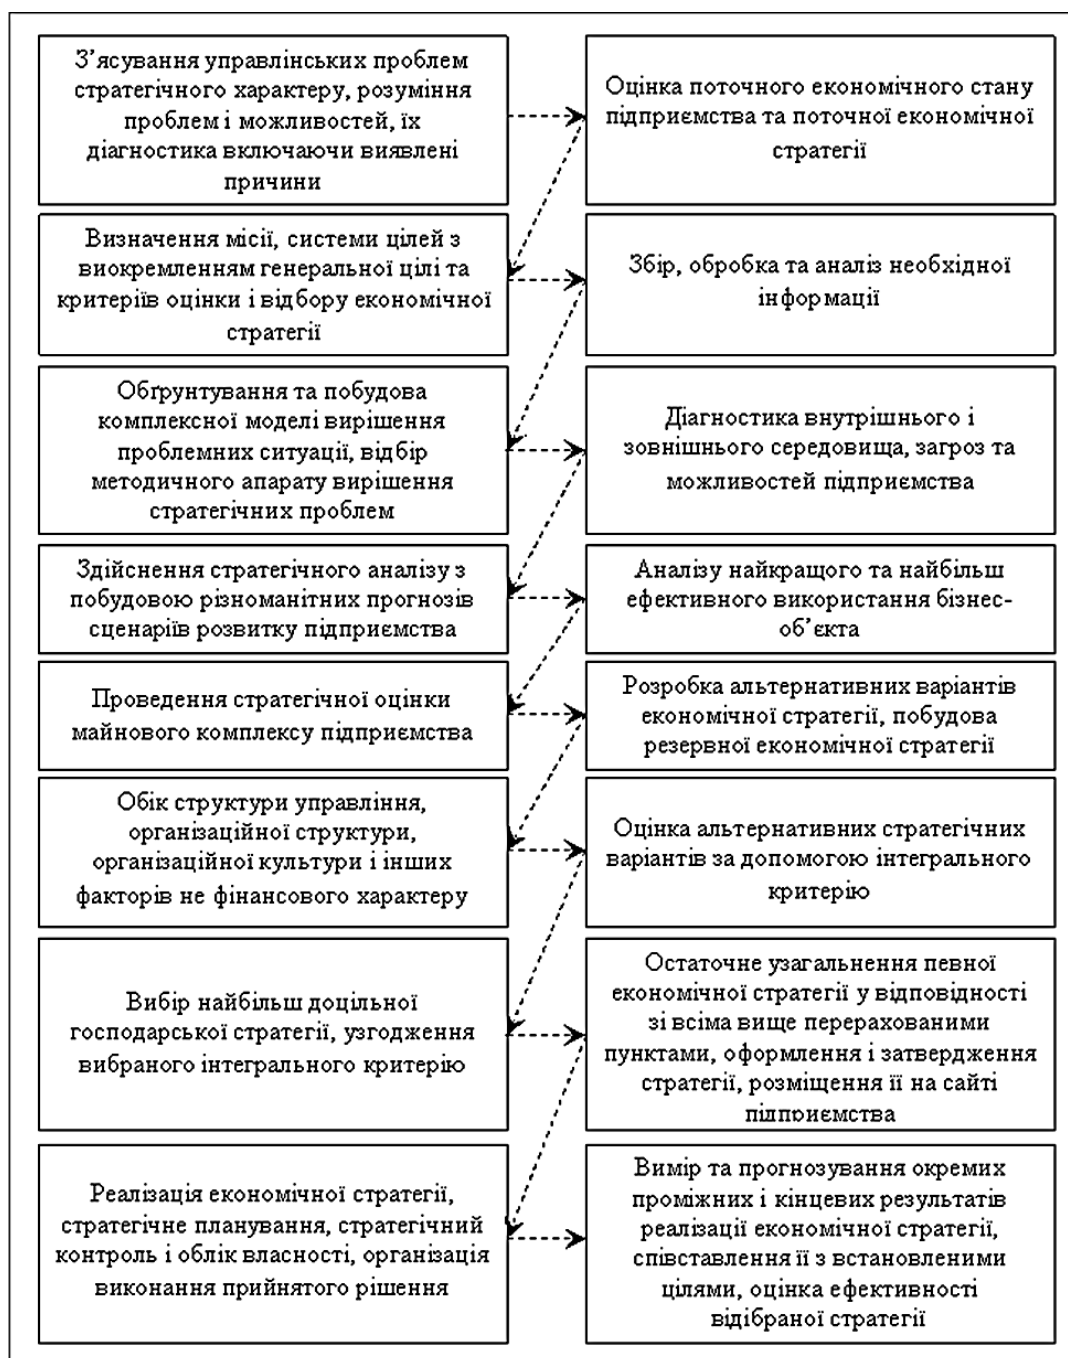 З’ясування управлінських проблем
стратегічного характеру, розуміння
проблем і можливостей, їх
діагностика включаючи виявлені
причини
Оцінка поточного економічного стану
підприємства та поточної економічної
стратегії
Визначення місії, системи цілей з
виокремленням генеральної цілі та
критеріїв оцінки і відбору економічної
стратегії
Збір, обробка та аналіз необхідної
інформації
Обґрунтування та побудова
комплексної моделі вирішення
проблемних ситуації, відбір
методичного апарату вирішення
стратегічних проблем
Діагностика внутрішнього і
зовнішнього середовища, загроз та
можливостей підприємства
Здійснення стратегічного аналізу з
побудовою різноманітних прогнозів
сценаріїв розвитку підприємства
Аналізу найкращого та найбільш
ефективного використання бізнес-
об’єкта
Проведення стратегічної оцінки
майнового комплексу підприємства
Розробка альтернативних варіантів
економічної стратегії, побудова
резервної економічної стратегії
Обік структури управління,
організаційної структури,
організаційної культури і інших
факторів не фінансового характеру
Оцінка альтернативних стратегічних
варіантів за допомогою інтегрального
критерію
Вибір найбільш доцільної
господарської стратегії, узгодження
вибраного інтегрального критерію
Остаточне узагальнення певної
економічної стратегії у відповідності
зі всіма вище перерахованими
пунктами, оформлення і затвердження
стратегії, розміщення її на сайті
підприємства
Реалізація економічної стратегії,
стратегічне планування, стратегічний
контроль і облік власності, організація
виконання прийнятого рішення
Вимір та прогнозування окремих
проміжних і кінцевих результатів
реалізації економічної стратегії,
співставлення її з встановленими
цілями, оцінка ефективності
відібраної стратегії